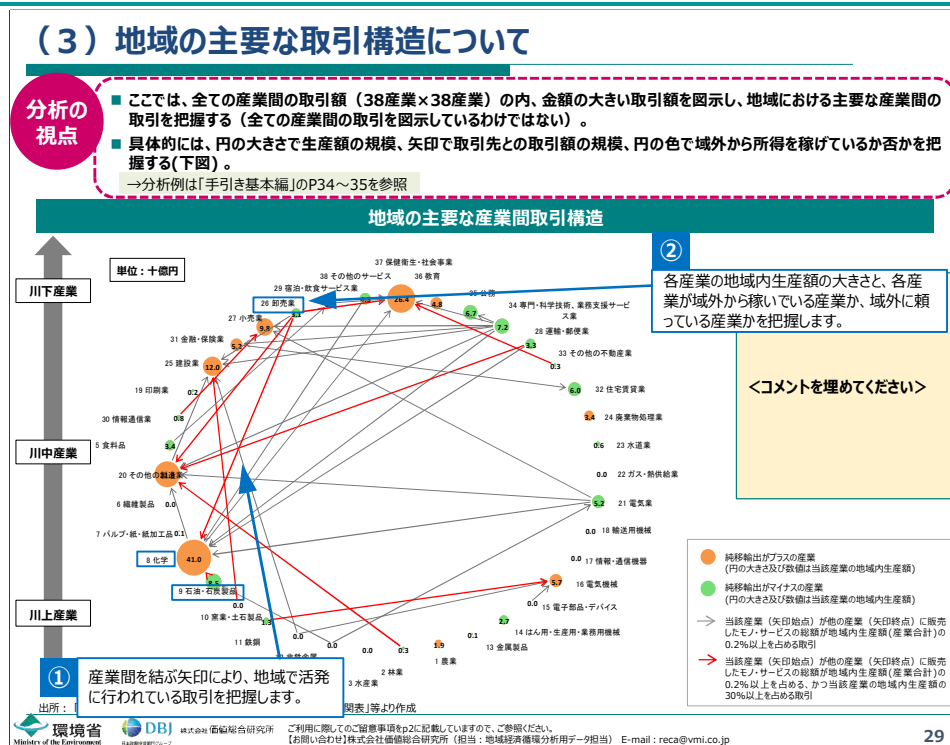 （３）地域の主要な取引構造について
分析の
視点
■ ここでは、全ての産業間の取引額（38産業×38産業）の内、金額の大きい取引額を図示し、地域における主要な産業間の
取引を把握する（全ての産業間の取引を図示しているわけではない）。
■ 具体的には、円の大きさで生産額の規模、矢印で取引先との取引額の規模、円の色で域外から所得を稼げているか否かを把
握する(下図) 。
→分析例は「手引き基本編」のP34～35を参照
地域の主要な産業間取引構造
川下産業
川中産業
川上産業
単位：十億円
37 保健衛生・社会事業
38 その他のサービス
36 教育
29 宿泊・飲食サービス業
35 公務
26 卸売業
34 専門・科学技術、業務支援サービ
ス業
27 小売業
28 運輸・郵便業
31 金融・保険業
33 その他の不動産業
25 建設業
32 住宅賃貸業
19 印刷業
24 廃棄物処理業
30 情報通信業
23 水道業
5 食料品
22 ガス・熱供給業
20 その他の製造業
21 電気業
6 繊維製品
18 輸送用機械
7 パルプ・紙・紙加工品
17 情報・通信機器
8 化学
16 電気機械
9 石油・石炭製品
15 電子部品・デバイス
10 窯業・土石製品
14 はん用・生産用・業務用機械
11 鉄鋼
13 金属製品
1 農業
2 林業
3 水産業
26.4
4.8
6.7
7.2
3.3
0.3
6.0
3.4
0.6
0.0
5.2
0.0
0.0
5.7
0.0
2.7
0.1
1.9
0.3
0.0
0.0
0.0
1.3
0.0
8.5
41.0
0.1
0.0
3.4
0.8
0.2
12.0
5.2
9.8
5.1
②
各産業の地域内生産額の大きさと、各産
業が域外から稼いでいる産業か、域外に頼
っている産業かを把握します。
＜コメントを埋めてください＞
純移輸出がプラスの産業
(円の大きさ及び数値は当該産業の地域内生産額)
純移輸出がマイナスの産業
(円の大きさ及び数値は当該産業の地域内生産額)
当該産業（矢印始点）が他の産業（矢印終点）に販売
したモノ・サービスの総額が地域内生産額(産業合計)の
0.2%以上を占める取引
当該産業（矢印始点）が他の産業（矢印終点）に販売
したモノ・サービスの総額が地域内生産額(産業合計)の
0.2%以上を占める、かつ当該産業の地域内生産額の
30%以上を占める取引
①
産業間を結ぶ矢印により、地域で活発
に行われている取引を把握します。
出所：「
関表」等より作成
環境省
Ministry of the Environment
DBJ
日本政策投資銀行グループ
株式会社価値総合研究所
ご利用に際してのご留意事項をp2に記載していますので、ご参照ください。
【お問い合わせ】株式会社価値総合研究所（担当：地域経済循環分析用データ担当） E-mail：reca@vmi.co.jp
29